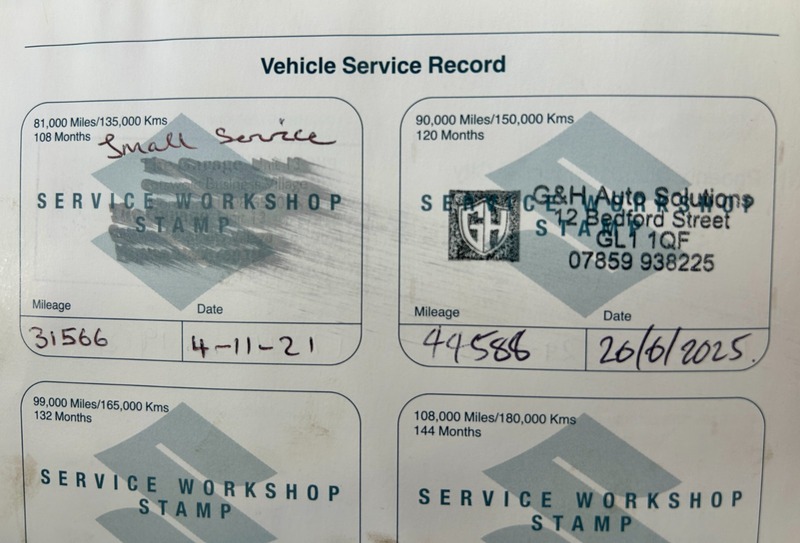 Vehicle Service Record
81,000 Miles/135,000 Kms
108 Months
Small Service
SERVICE WORKSHOP
STAMP
Mileage
Date
31566
4-11-21
90,000 Miles/150,000 Kms
120 Months
SERVICE WORKSHOP
STAMP
GH
G&H Auto Solutions
12 Bedford Street
GL1 1QF
07859 938225
Mileage
Date
44588
26/6/2025.
99,000 Miles/165,000 Kms
132 Months
SERVICE WORKSHOP
STAMP
108,000 Miles/180,000 Kms
144 Months
SERVICE WORKSHOP
STAMP